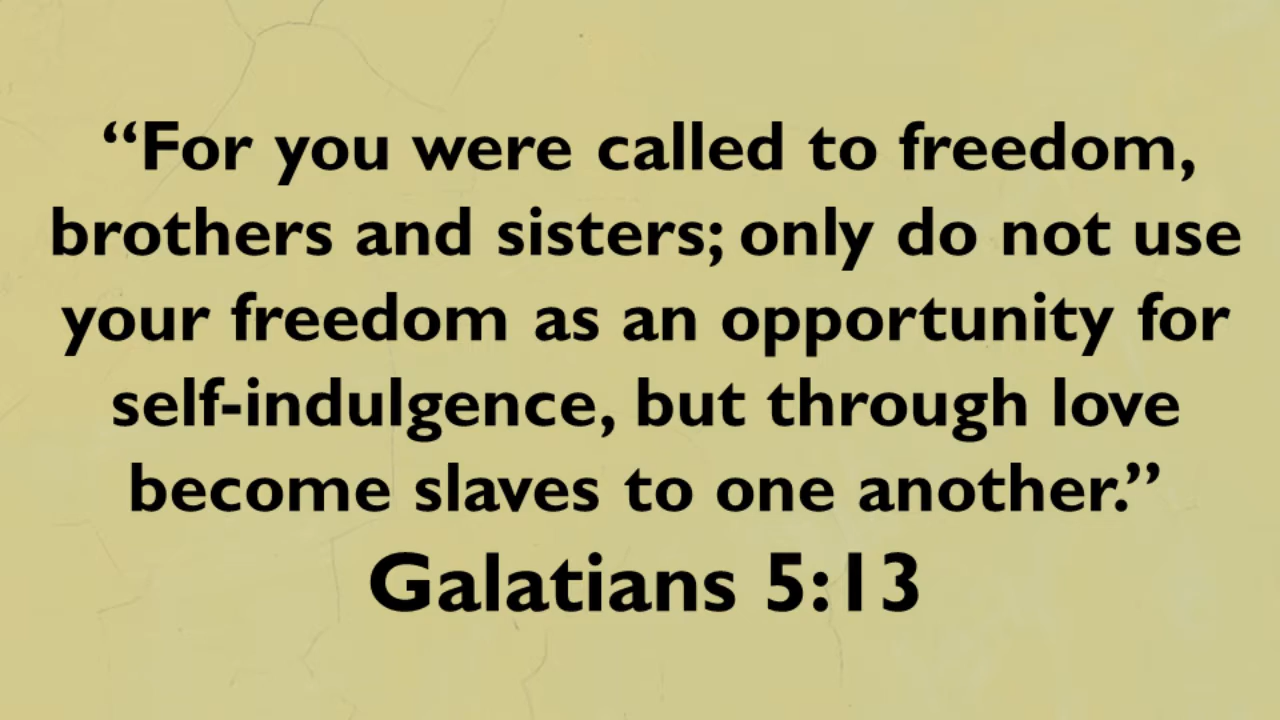 “For you were called to freedom,
brothers and sisters; only do not use
your freedom as an opportunity for
self-indulgence, but through love
become slaves to one another.”
Galatians 5:13